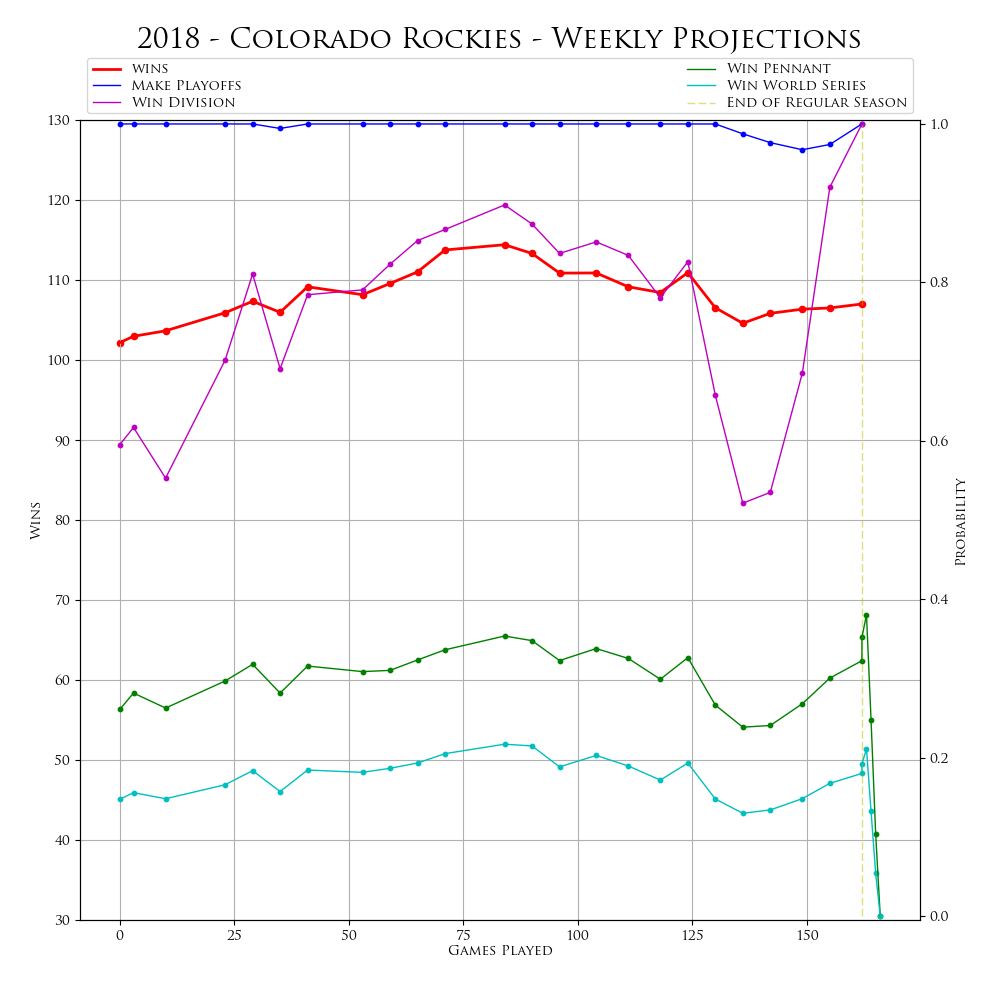 2018 - Colorado Rockies - Weekly Projections
wins
Make Playoffs
Win Division
Win Pennant
Win World Series
End of Regular Season
130
120
110
100
90
80
70
60
50
40
30
Wins
1.0
0.8
0.6
0.4
0.2
0.0
Probability
0 25 50 75 100 125 150
Games Played